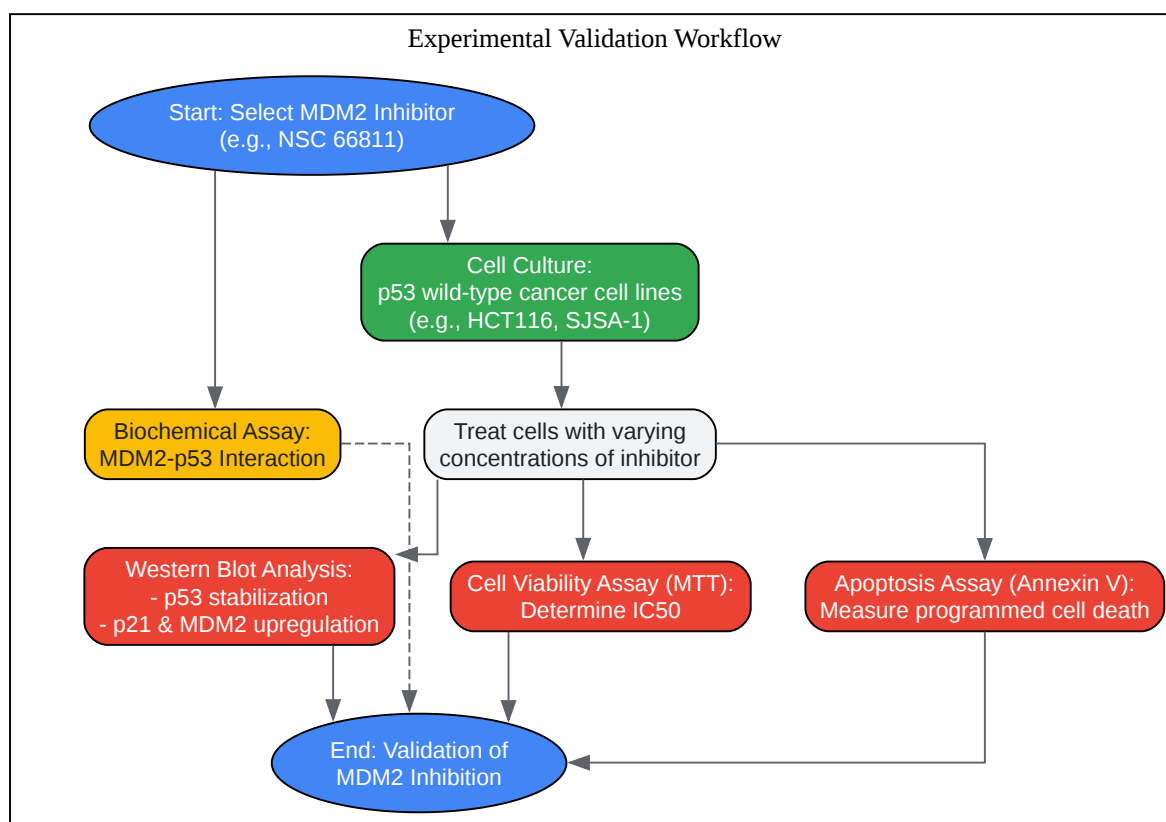 Experimental Validation Workflow
Start: Select MDM2 Inhibitor
(e.g., NSC 66811)
Cell Culture:
p53 wild-type cancer cell lines
(e.g., HCT116, SJSA-1)
Biochemical Assay:
MDM2-p53 Interaction
Treat cells with varying
concentrations of inhibitor
Western Blot Analysis:
- p53 stabilization
- p21 & MDM2 upregulation
Cell Viability Assay (MTT):
Determine IC50
Apoptosis Assay (Annexin V):
Measure programmed cell death
End: Validation of
MDM2 Inhibition